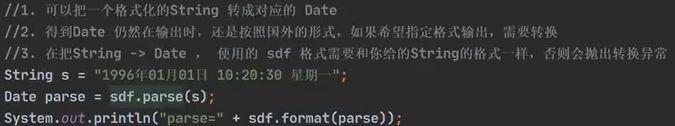 //1. 可以把一个格式化的String 转成对应的 Date
//2. 得到Date 仍然在输出时，还是按照国外的形式，如果希望指定格式输出，需要转换
//3. 在把String -> Date ， 使用的 sdf 格式需要和你给的String的格式一样，否则会抛出转换异常
String s = "1996年01月01日 10:20:30 星期一";
Date parse = sdf.parse(s);
System.out.println("parse=" + sdf.format(parse));